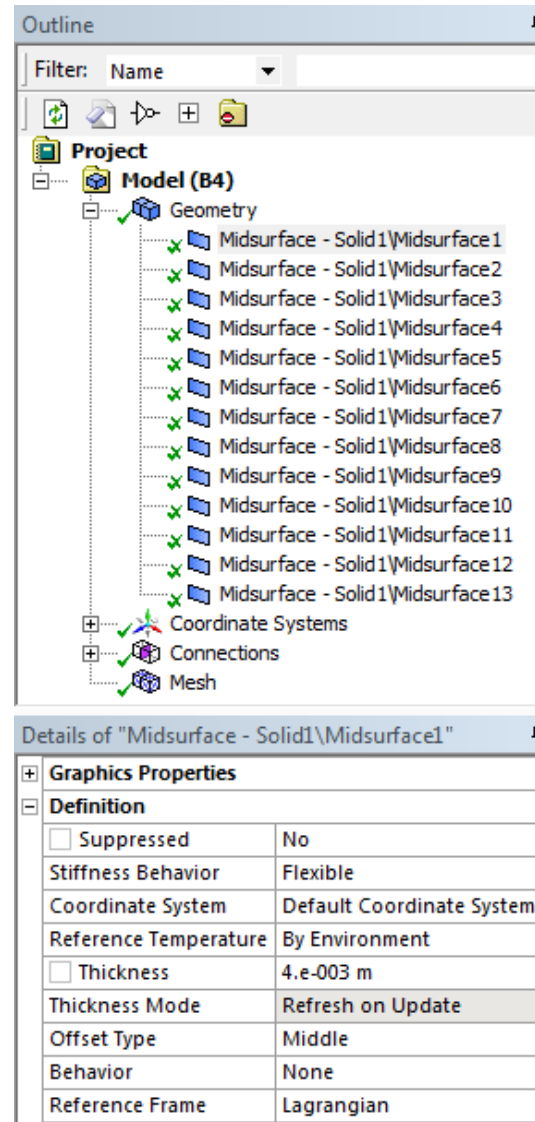 Outline
Filter: Name
Project
Model (B4)
Geometry
Midsurface - Solid1\Midsurface1
Midsurface - Solid1\Midsurface2
Midsurface - Solid1\Midsurface3
Midsurface - Solid1\Midsurface4
Midsurface - Solid1\Midsurface5
Midsurface - Solid1\Midsurface6
Midsurface - Solid1\Midsurface7
Midsurface - Solid1\Midsurface8
Midsurface - Solid1\Midsurface9
Midsurface - Solid1\Midsurface10
Midsurface - Solid1\Midsurface11
Midsurface - Solid1\Midsurface12
Midsurface - Solid1\Midsurface13
Coordinate Systems
Connections
Mesh
Details of "Midsurface - Solid1\Midsurface1"
Graphics Properties
Definition
Suppressed No
Stiffness Behavior Flexible
Coordinate System Default Coordinate System
Reference Temperature By Environment
Thickness 4.e-003 m
Thickness Mode Refresh on Update
Offset Type Middle
Behavior None
Reference Frame Lagrangian